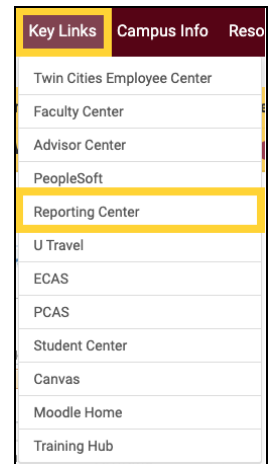 Key Links Campus Info Reso
Twin Cities Employee Center
Faculty Center
Advisor Center
PeopleSoft
Reporting Center
U Travel
ECAS
PCAS
Student Center
Canvas
Moodle Home
Training Hub